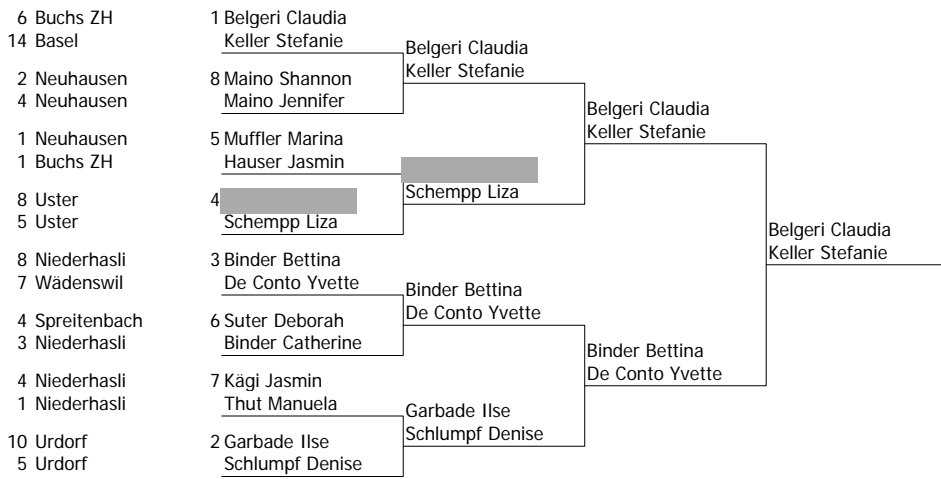 6 Buchs ZH 1 Belgeri Claudia
14 Basel Keller Stefanie
Belgeri Claudia
Keller Stefanie
2 Neuhausen 8 Maino Shannon
4 Neuhausen Maino Jennifer
Belgeri Claudia
Keller Stefanie
1 Neuhausen 5 Muffler Marina
1 Buchs ZH Hauser Jasmin
Schempp Liza
8 Uster 4
5 Uster Schempp Liza
Belgeri Claudia
Keller Stefanie
8 Niederhasli 3 Binder Bettina
7 Wädenswil De Conto Yvette
Binder Bettina
De Conto Yvette
4 Spreitenbach 6 Suter Deborah
3 Niederhasli Binder Catherine
Binder Bettina
De Conto Yvette
4 Niederhasli 7 Kägi Jasmin
1 Niederhasli Thut Manuela
Garbade Ilse
Schlumpf Denise
10 Urdorf 2 Garbade Ilse
5 Urdorf Schlumpf Denise